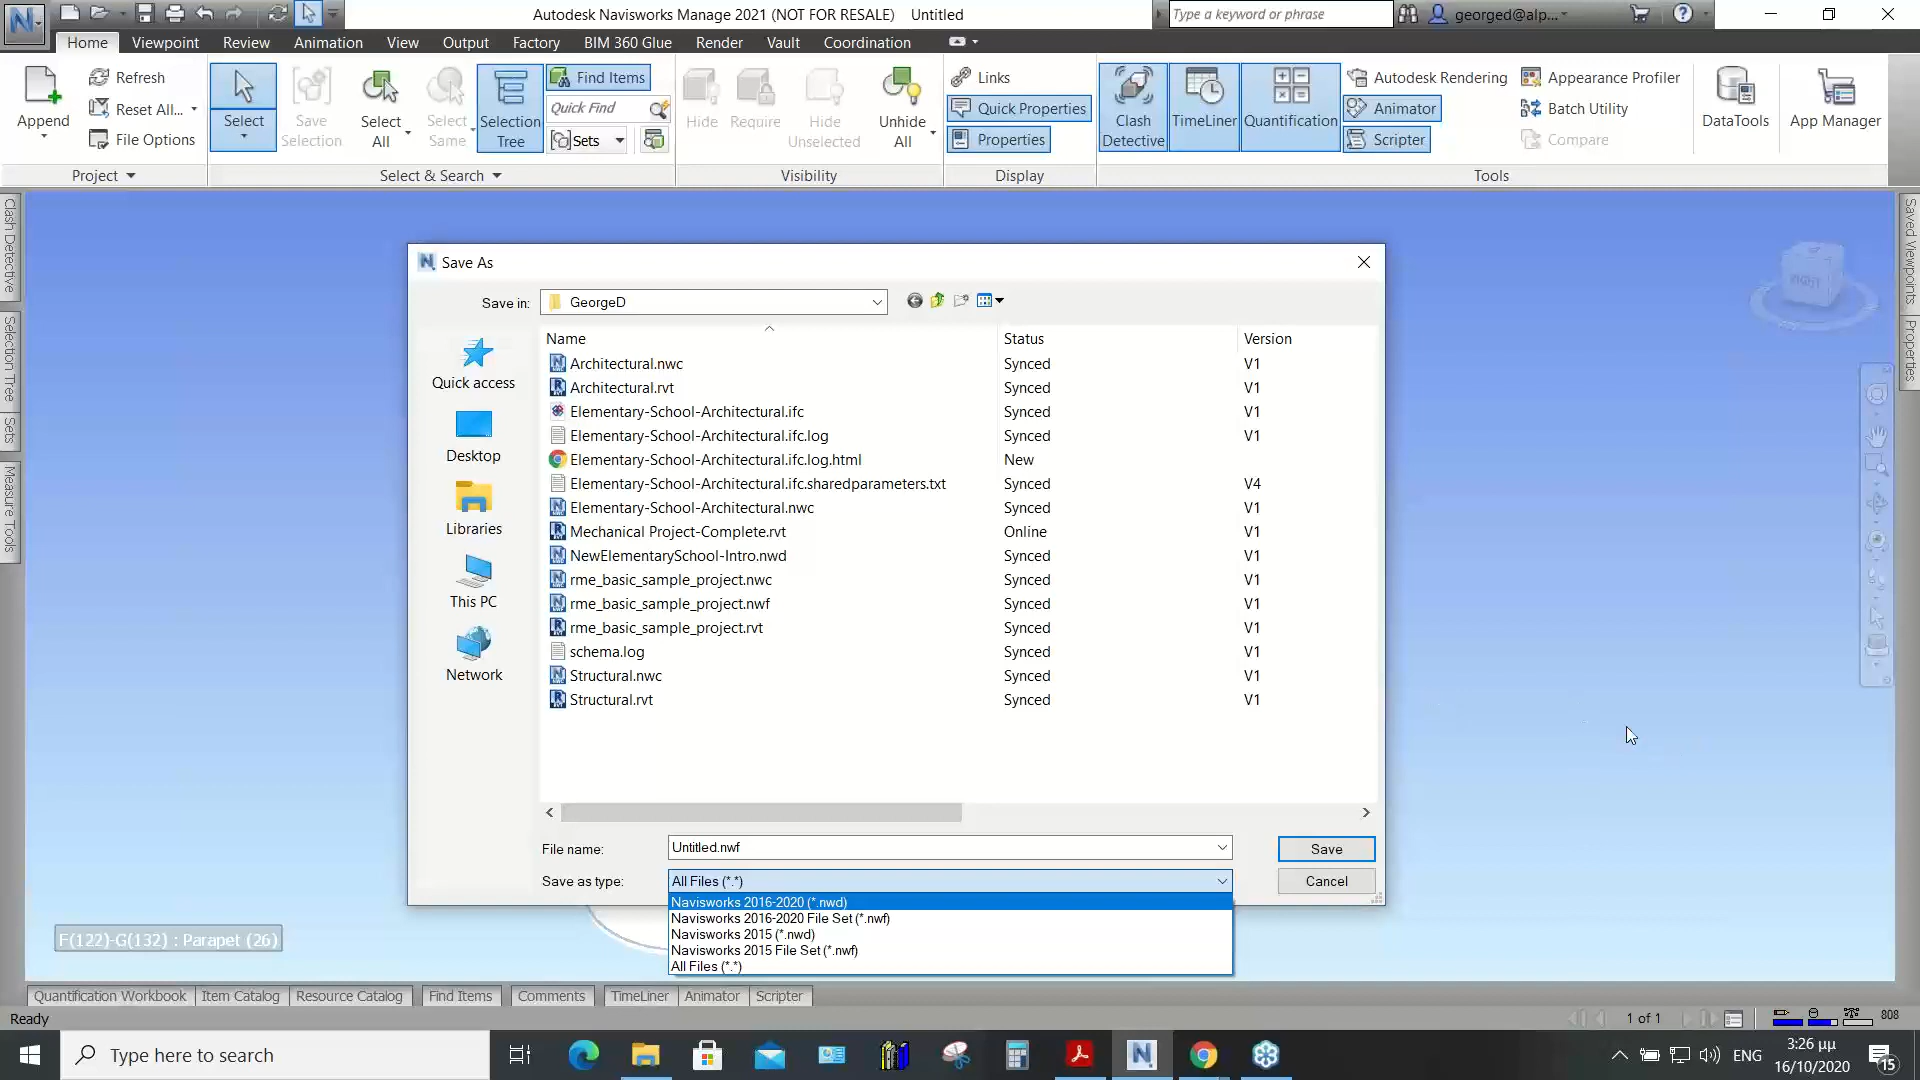 Autodesk Navisworks Manage 2021 (NOT FOR RESALE) Untitled
Type a keyword or phrase
georged@alp...
Home Viewpoint Review Animation View Output Factory BIM 360 Glue Render Vault Coordination
Append
Refresh
Reset All...
File Options
Project
Select
Save
Selection
Select
All
Select
Same
Selection
Tree
Find Items
Quick Find
Sets
Select & Search
Hide
Require
Hide
Unselected
Unhide
All
Visibility
Links
Quick Properties
Properties
Display
Clash
Detective
TimeLiner
Quantification
Autodesk Rendering
Animator
Scripter
Appearance Profiler
Batch Utility
Compare
DataTools
App Manager
Tools
Clash Detective
Selection Tree
Sets
Measure Tools
Saved Viewpoints
Properties
RIGHT
Save As
Save in: GeorgeD
Quick access
Desktop
Libraries
This PC
Network
Name Status Version
Architectural.nwc Synced V1
Architectural.rvt Synced V1
Elementary-School-Architectural.ifc Synced V1
Elementary-School-Architectural.ifc.log Synced V1
Elementary-School-Architectural.ifc.log.html New
Elementary-School-Architectural.ifc.sharedparameters.txt Synced V4
Elementary-School-Architectural.nwc Synced V1
Mechanical Project-Complete.rvt Online V1
NewElementarySchool-Intro.nwd Synced V1
rme_basic_sample_project.nwc Synced V1
rme_basic_sample_project.nwf Synced V1
rme_basic_sample_project.rvt Synced V1
schema.log Synced V1
Structural.nwc Synced V1
Structural.rvt Synced V1
File name: Untitled.nwf Save
Save as type: All Files (*.*) Cancel
Navisworks 2016-2020 (*.nwd)
Navisworks 2016-2020 File Set (*.nwf)
Navisworks 2015 (*.nwd)
Navisworks 2015 File Set (*.nwf)
All Files (*.*)
F(122)-G(132) : Parapet (26)
Quantification Workbook Item Catalog Resource Catalog Find Items Comments TimeLiner Animator Scripter
Ready
1 of 1
808
Type here to search
ENG
3:26 μμ
16/10/2020
15